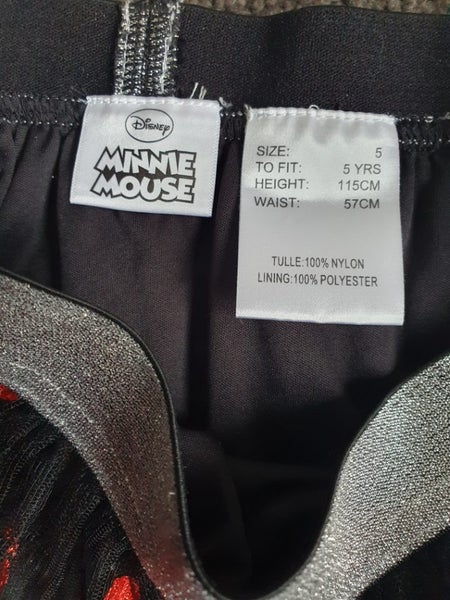 Disney
MINNIE
MOUSE
SIZE: 5
TO FIT: 5 YRS
HEIGHT: 115CM
WAIST: 57CM
TULLE:100% NYLON
LINING:100% POLYESTER